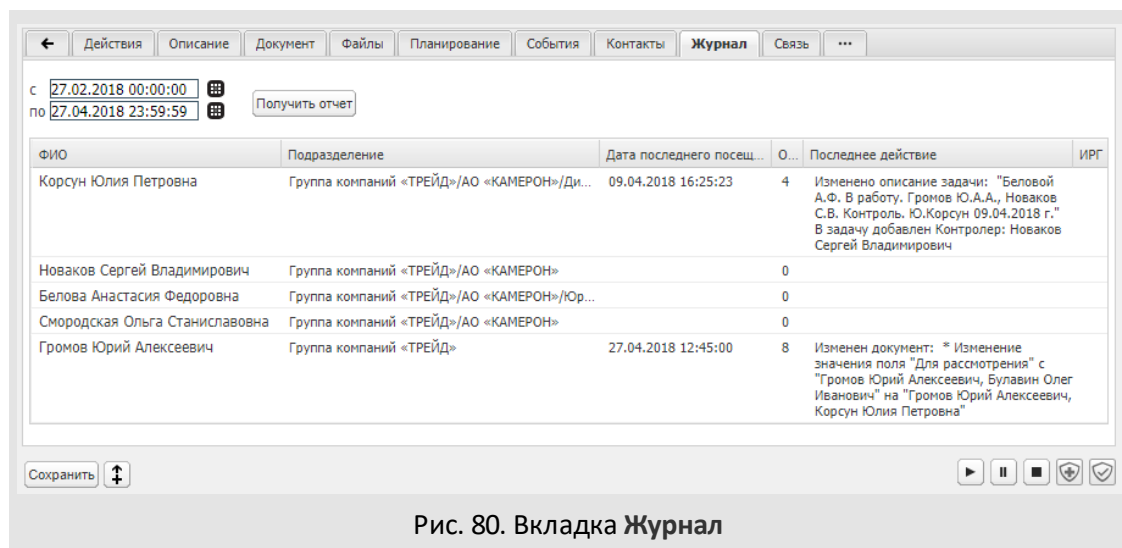 Действия Описание Документ Файлы Планирование События Контакты Журнал Связь ...
с 27.02.2018 00:00:00
по 27.04.2018 23:59:59
Получить отчет
ФИО Подразделение Дата последнего посещ... О... Последнее действие ИРГ
Корсун Юлия Петровна Группа компаний «ТРЕЙД»/АО «КАМЕРОН»/Ди... 09.04.2018 16:25:23 4 Изменено описание задачи: "Беловой
А.Ф. В работу. Громов Ю.А.А., Новаков
С.В. Контроль. Ю.Корсун 09.04.2018 г."
В задачу добавлен Контролер: Новаков
Сергей Владимирович
Новаков Сергей Владимирович Группа компаний «ТРЕЙД»/АО «КАМЕРОН» 0
Белова Анастасия Федоровна Группа компаний «ТРЕЙД»/АО «КАМЕРОН»/Юр... 0
Смородская Ольга Станиславовна Группа компаний «ТРЕЙД»/АО «КАМЕРОН» 0
Громов Юрий Алексеевич Группа компаний «ТРЕЙД» 27.04.2018 12:45:00 8 Изменен документ: * Изменение
значения поля "Для рассмотрения" с
"Громов Юрий Алексеевич, Булавин Олег
Иванович" на "Громов Юрий Алексеевич,
Корсун Юлия Петровна"
Сохранить
Рис. 80. Вкладка Журнал